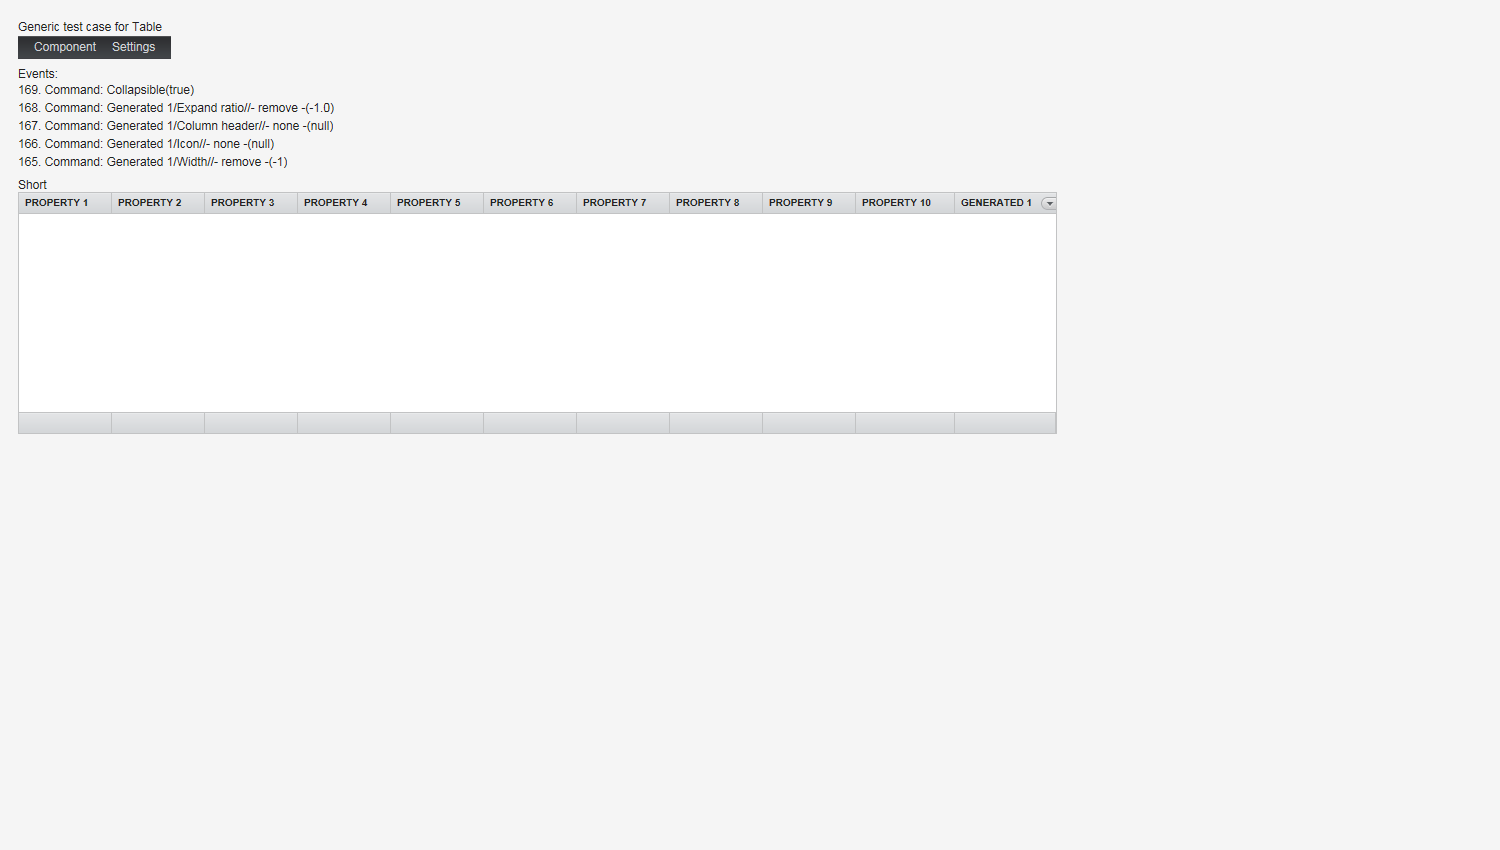 Generic test case for Table
Component Settings
Events:
169. Command: Collapsible(true)
168. Command: Generated 1/Expand ratio//- remove -(-1.0)
167. Command: Generated 1/Column header//- none -(null)
166. Command: Generated 1/Icon//- none -(null)
165. Command: Generated 1/Width//- remove -(-1)
Short
PROPERTY 1 PROPERTY 2 PROPERTY 3 PROPERTY 4 PROPERTY 5 PROPERTY 6 PROPERTY 7 PROPERTY 8 PROPERTY 9 PROPERTY 10 GENERATED 1